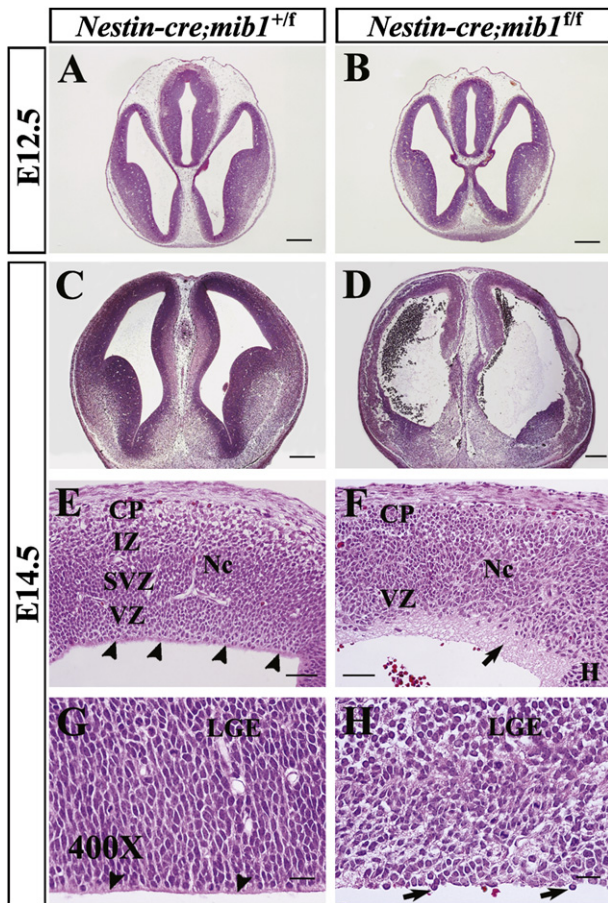 Nestin-cre;mib1+/f
Nestin-cre;mib1f/f
E12.5
A
B
E14.5
C
D
E
CP
IZ
SVZ
Nc
VZ
F
CP
Nc
VZ
H
G
LGE
400X
H
LGE